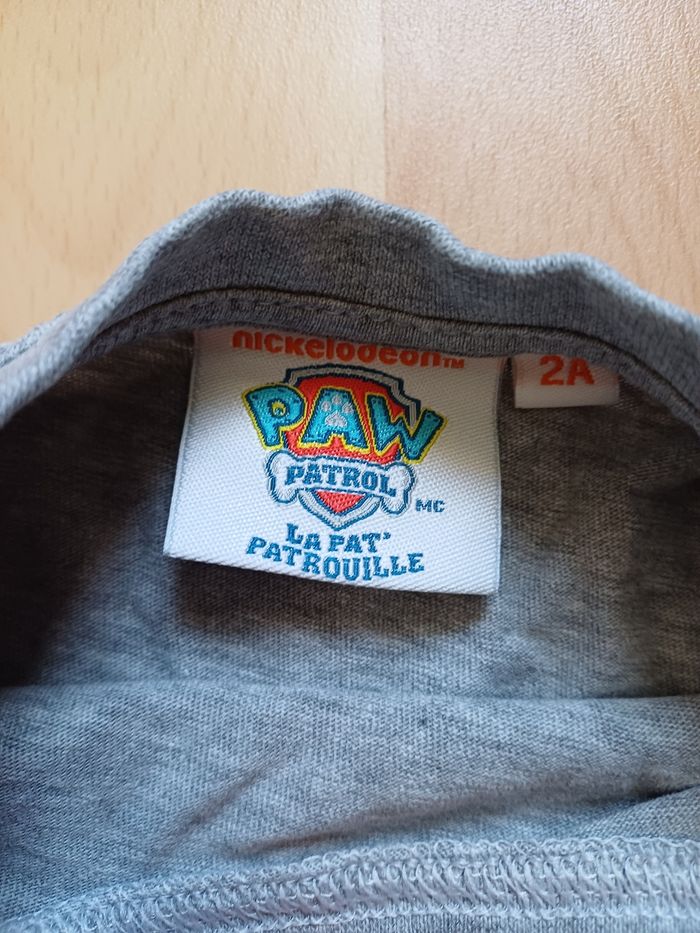 nickelodeon™
2A
PAW
PATROL
MC
LA PAT'
PATROUILLE